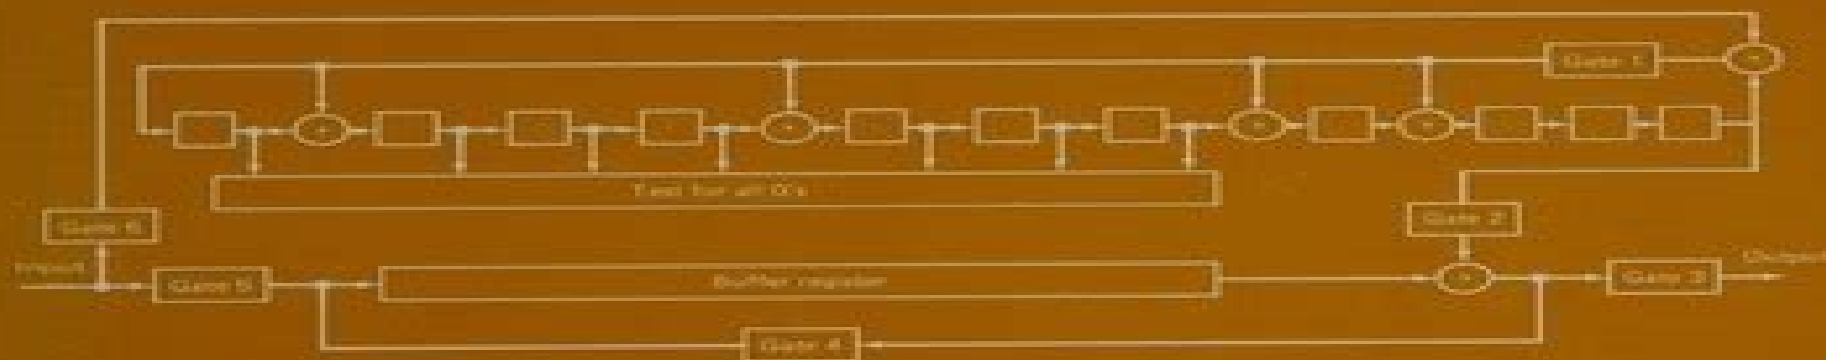 Gate 1
Test for all 0's
Gate 2
Gate 6
Input
Gate 5
Buffer register
Gate 3
Output
Gate 4